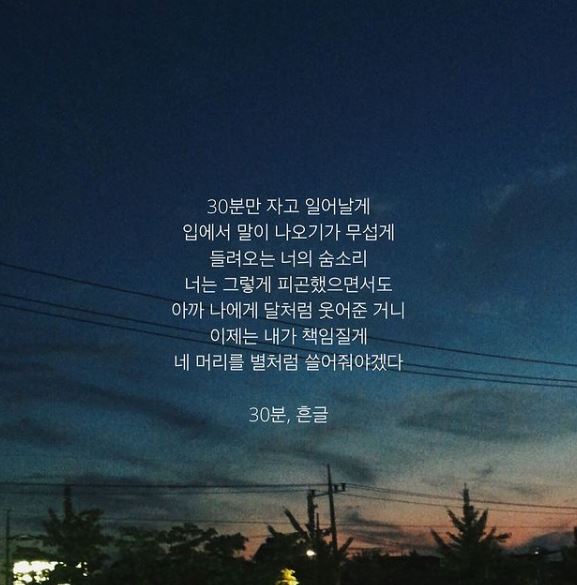 30분만 자고 일어날게
입에서 말이 나오기가 무섭게
들려오는 너의 숨소리
너는 그렇게 피곤했으면서도
아까 나에게 달처럼 웃어준 거니
이제는 내가 책임질게
네 머리를 별처럼 쓸어줘야겠다
30분, 흔글